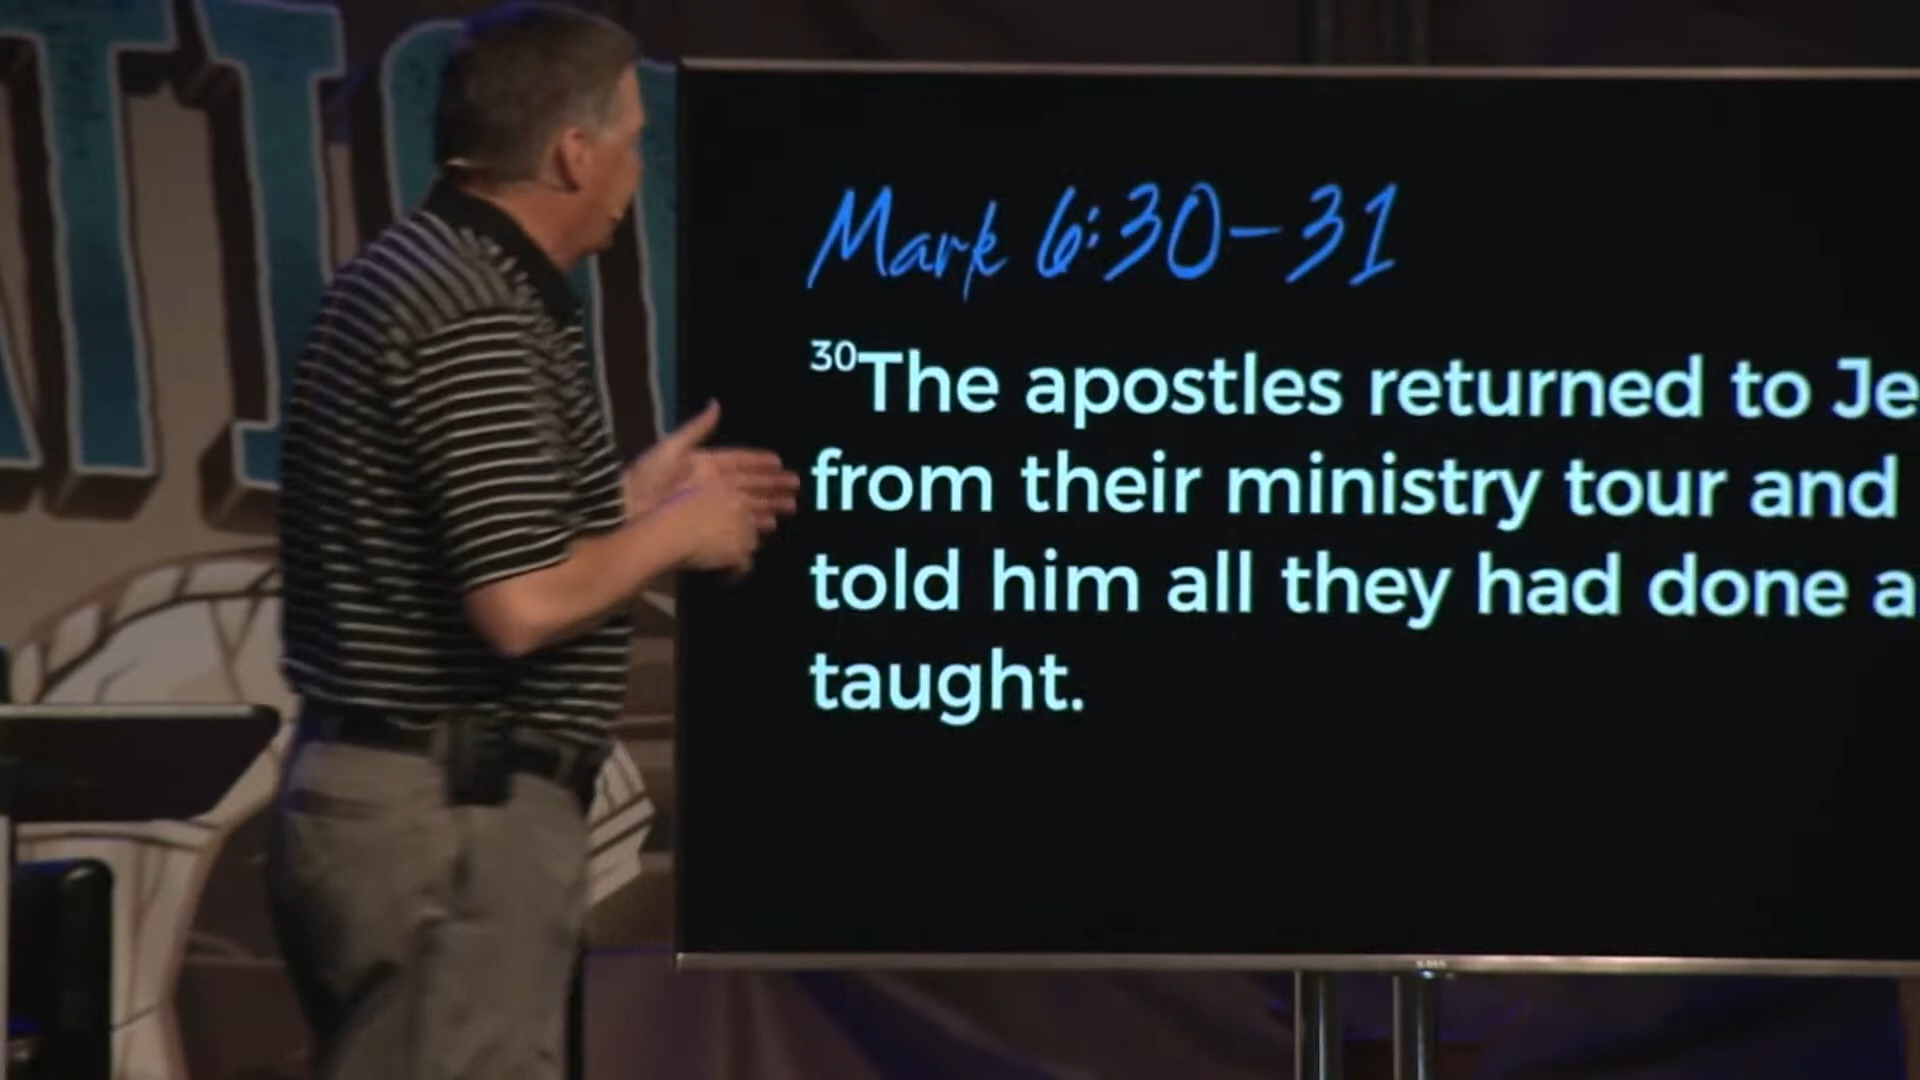 Mark 6:30-31
30The apostles returned to Je
from their ministry tour and
told him all they had done a
taught.